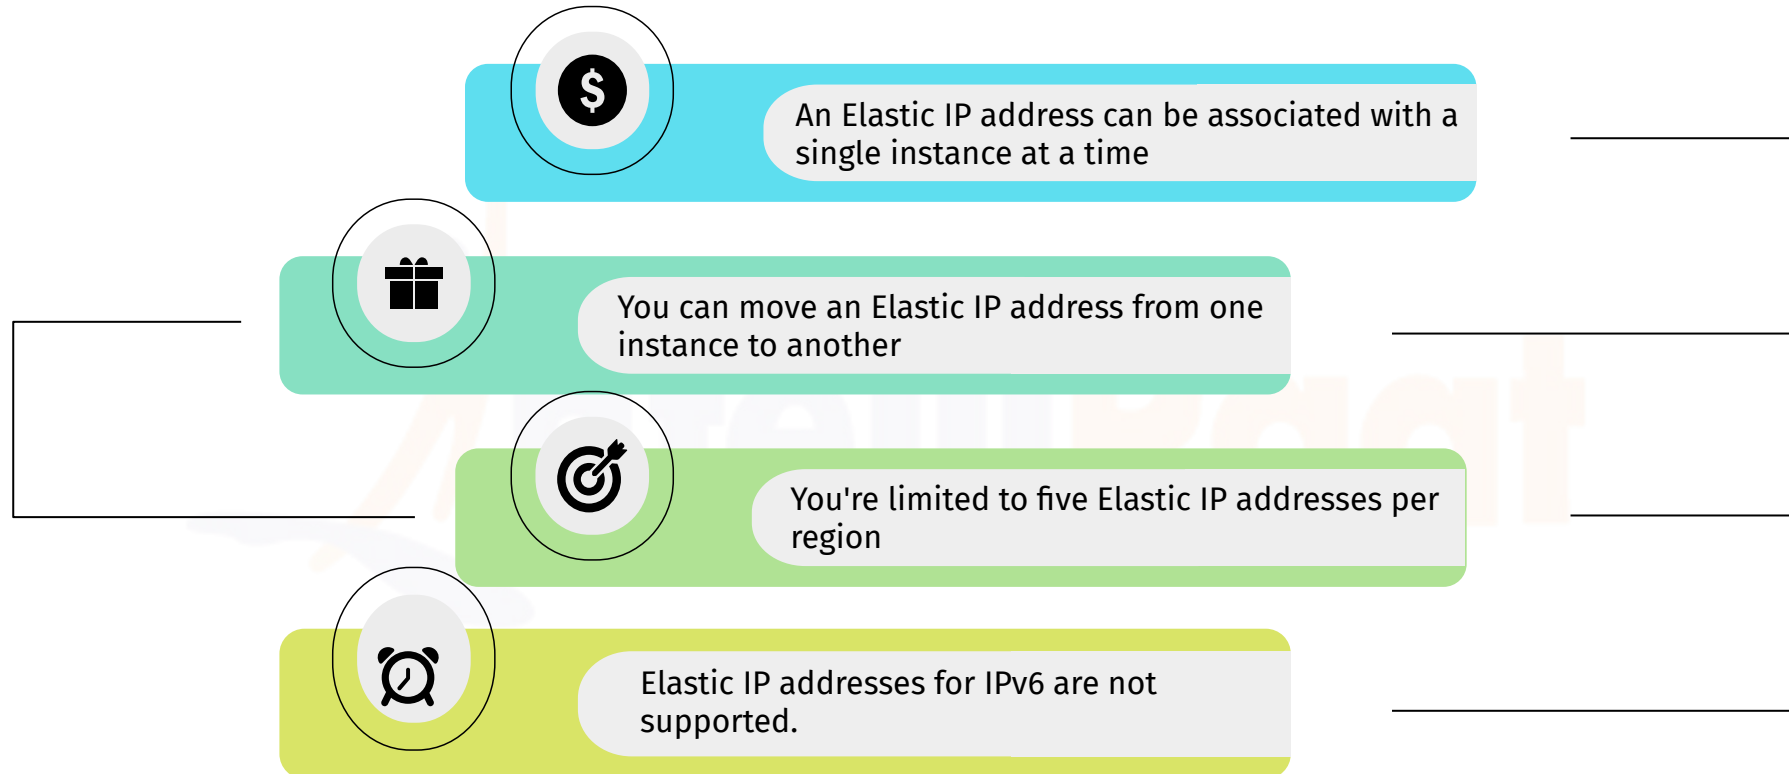 An Elastic IP address can be associated with a
single instance at a time
You can move an Elastic IP address from one
instance to another
You're limited to five Elastic IP addresses per
region
Elastic IP addresses for IPv6 are not
supported.